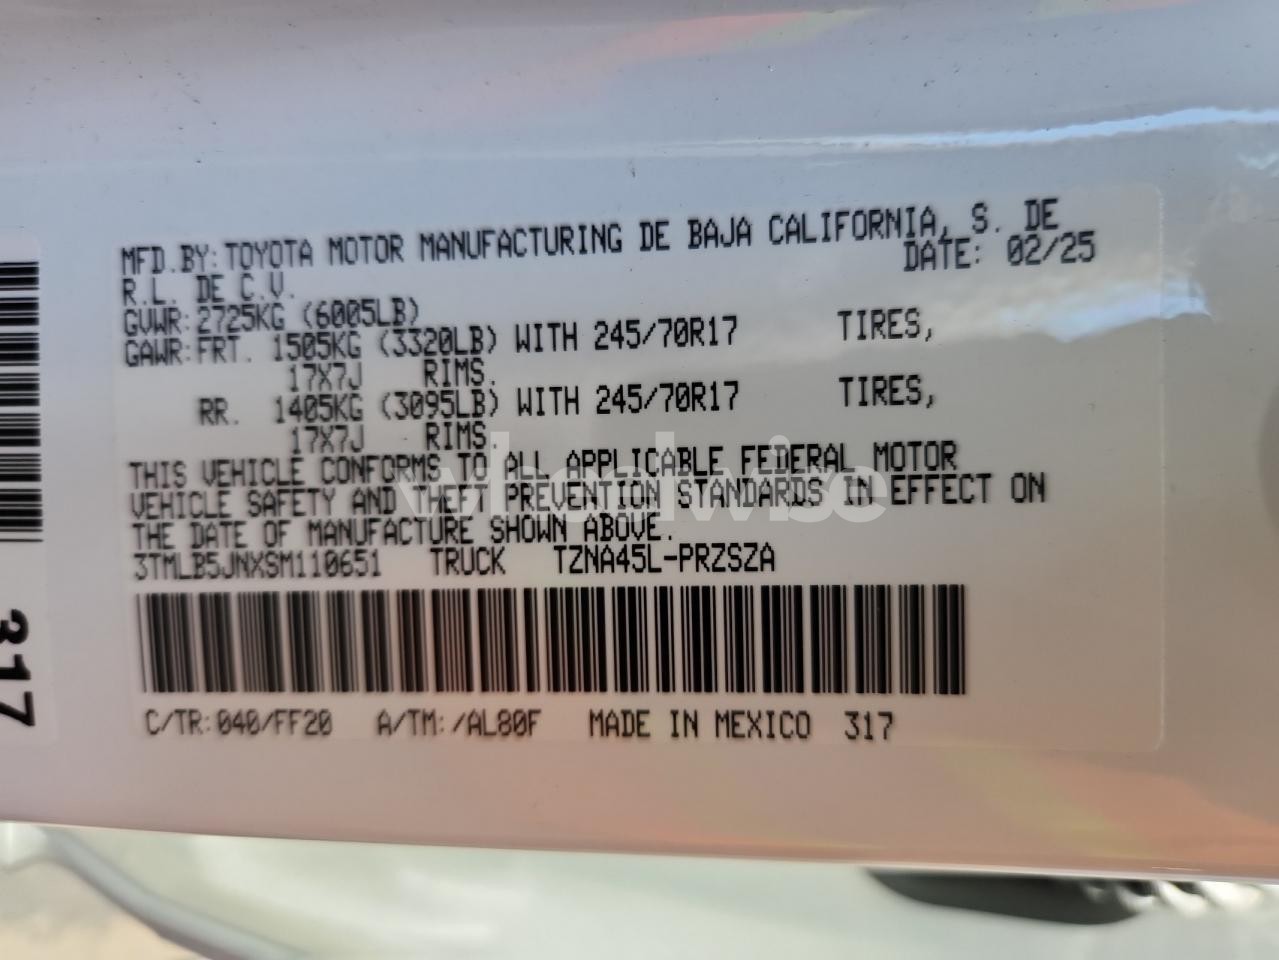 MFD.BY: TOYOTA MOTOR MANUFACTURING DE BAJA CALIFORNIA, S. DE
R.L. DE C.V. DATE: 02/25
GVWR: 2725KG (6005LB)
GAWR: FRT. 1505KG (3320LB) WITH 245/70R17 TIRES,
17X7J RIMS.
RR. 1405KG (3095LB) WITH 245/70R17 TIRES,
17X7J RIMS.
THIS VEHICLE CONFORMS TO ALL APPLICABLE FEDERAL MOTOR
VEHICLE SAFETY AND THEFT PREVENTION STANDARDS IN EFFECT ON
THE DATE OF MANUFACTURE SHOWN ABOVE.
3TMLB5JNXSM110651 TRUCK TZNA45L-PRZSZA
C/TR: 040/FF20 A/TM: /AL80F MADE IN MEXICO 317
317
whenwise